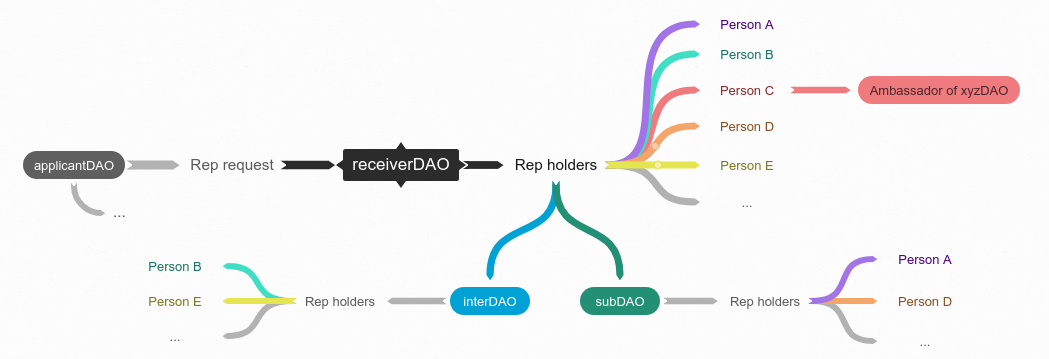 Person A
Person B
Person C
Ambassador of xyzDAO
Person D
applicantDAO
Rep request
receiverDAO
Rep holders
Person E
...
...
Person B
Person E
...
Rep holders
interDAO
subDAO
Rep holders
Person A
Person D
...